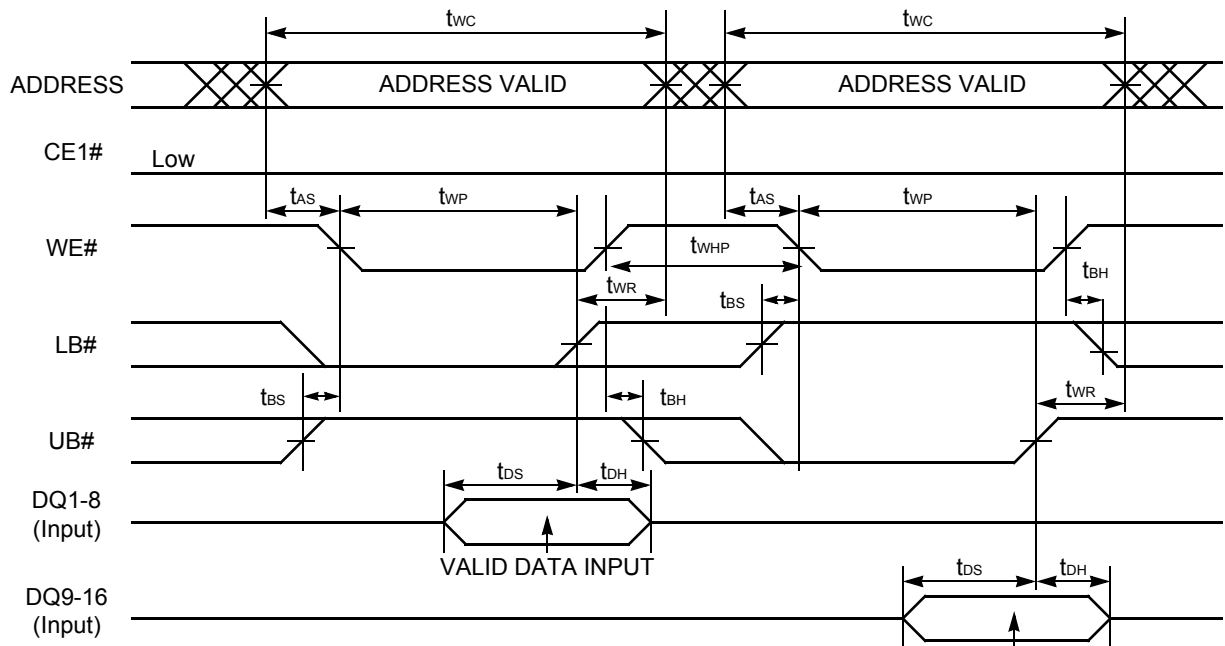 tWC tWC
ADDRESS ADDRESS VALID ADDRESS VALID
CE1# Low
tAS tWP tAS tWP
WE#
tWHP
tBH
tWR
tBS
LB#
tBS tBH tWR
UB#
tDS tDH
DQ1-8
(Input)
VALID DATA INPUT
tDS tDH
DQ9-16
(Input)